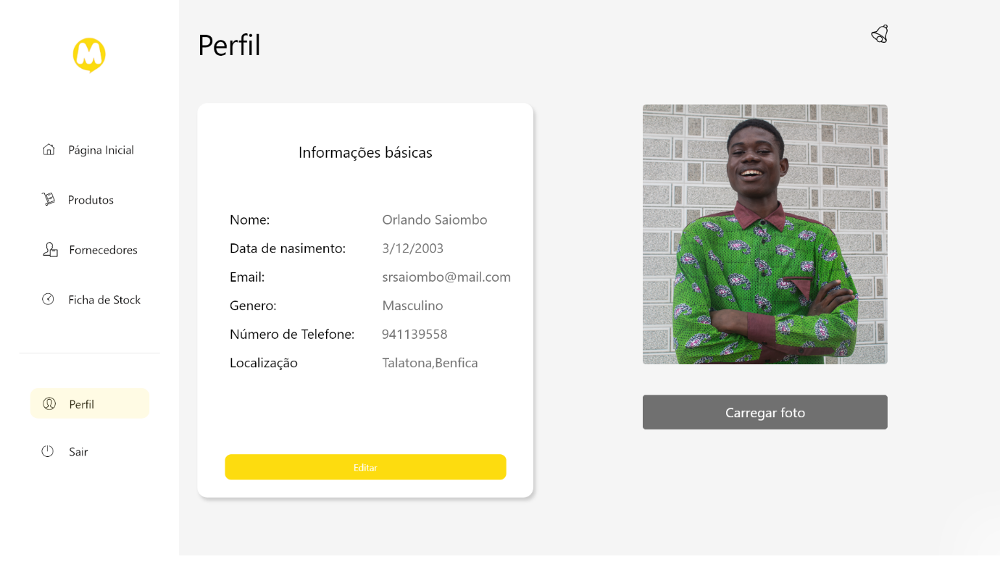 M
Perfil
Página Inicial
Produtos
Fornecedores
Ficha de Stock
Perfil
Sair
Informações básicas
Nome: Orlando Saiombo
Data de nasimento: 3/12/2003
Email: srsaiombo@mail.com
Genero: Masculino
Número de Telefone: 941139558
Localização Talatona,Benfica
Editar
Carregar foto